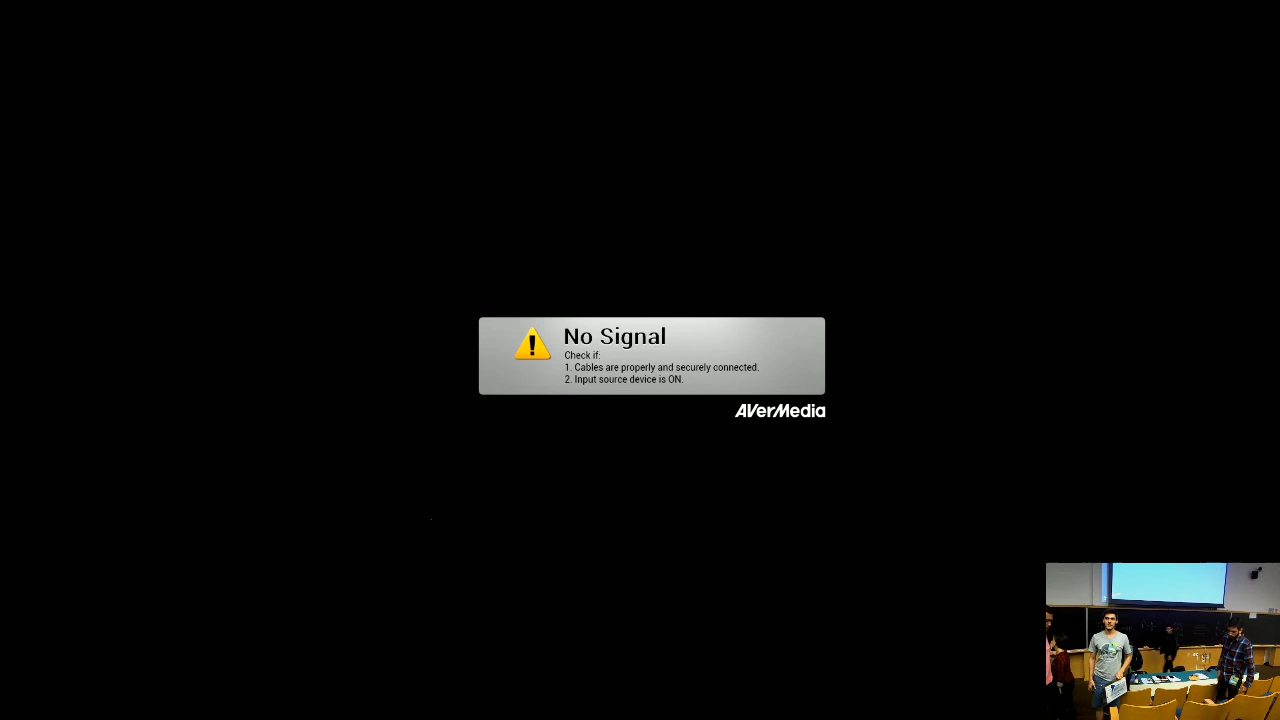 No Signal
Check if:
1. Cables are properly and securely connected.
2. Input source device is ON.
AVerMedia